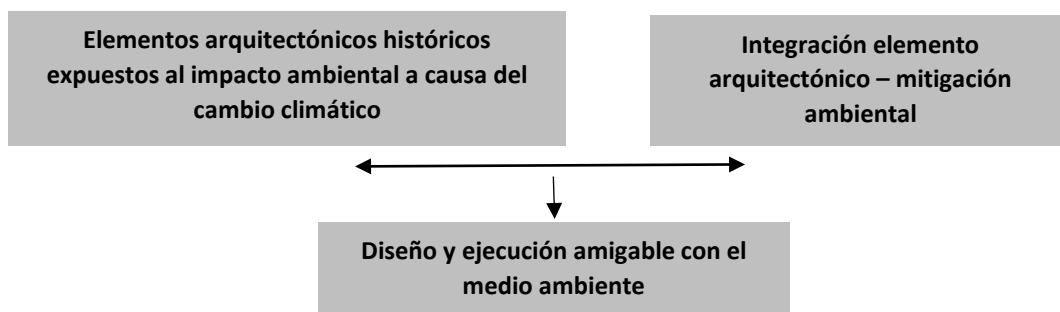 Elementos arquitectónicos históricos
expuestos al impacto ambiental a causa del
cambio climático
Integración elemento
arquitectónico – mitigación
ambiental
Diseño y ejecución amigable con el
medio ambiente